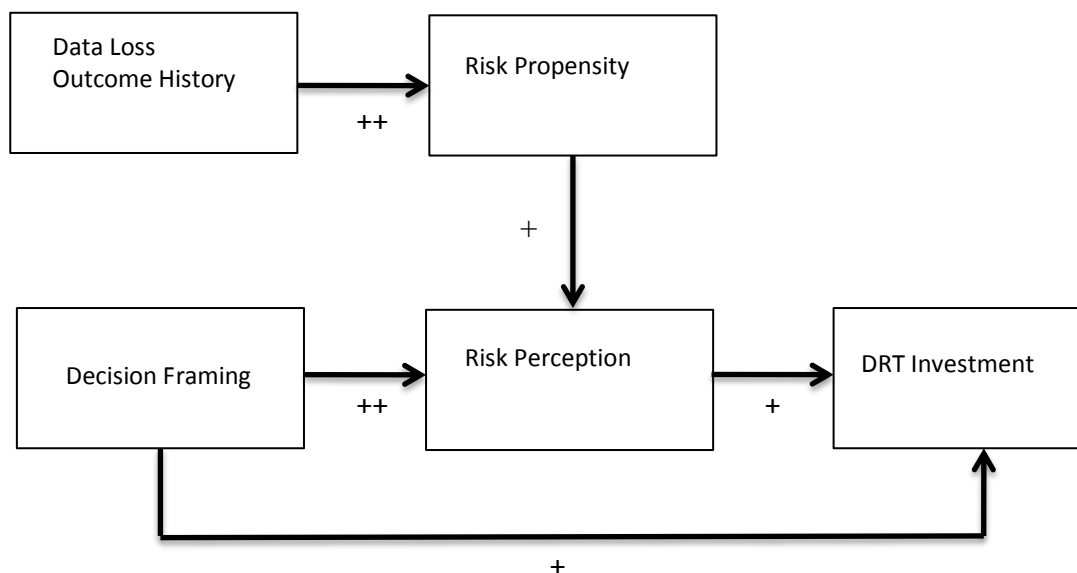 Data Loss
Outcome History
Risk Propensity
++
+
Decision Framing
Risk Perception
DRT Investment
++
+
+